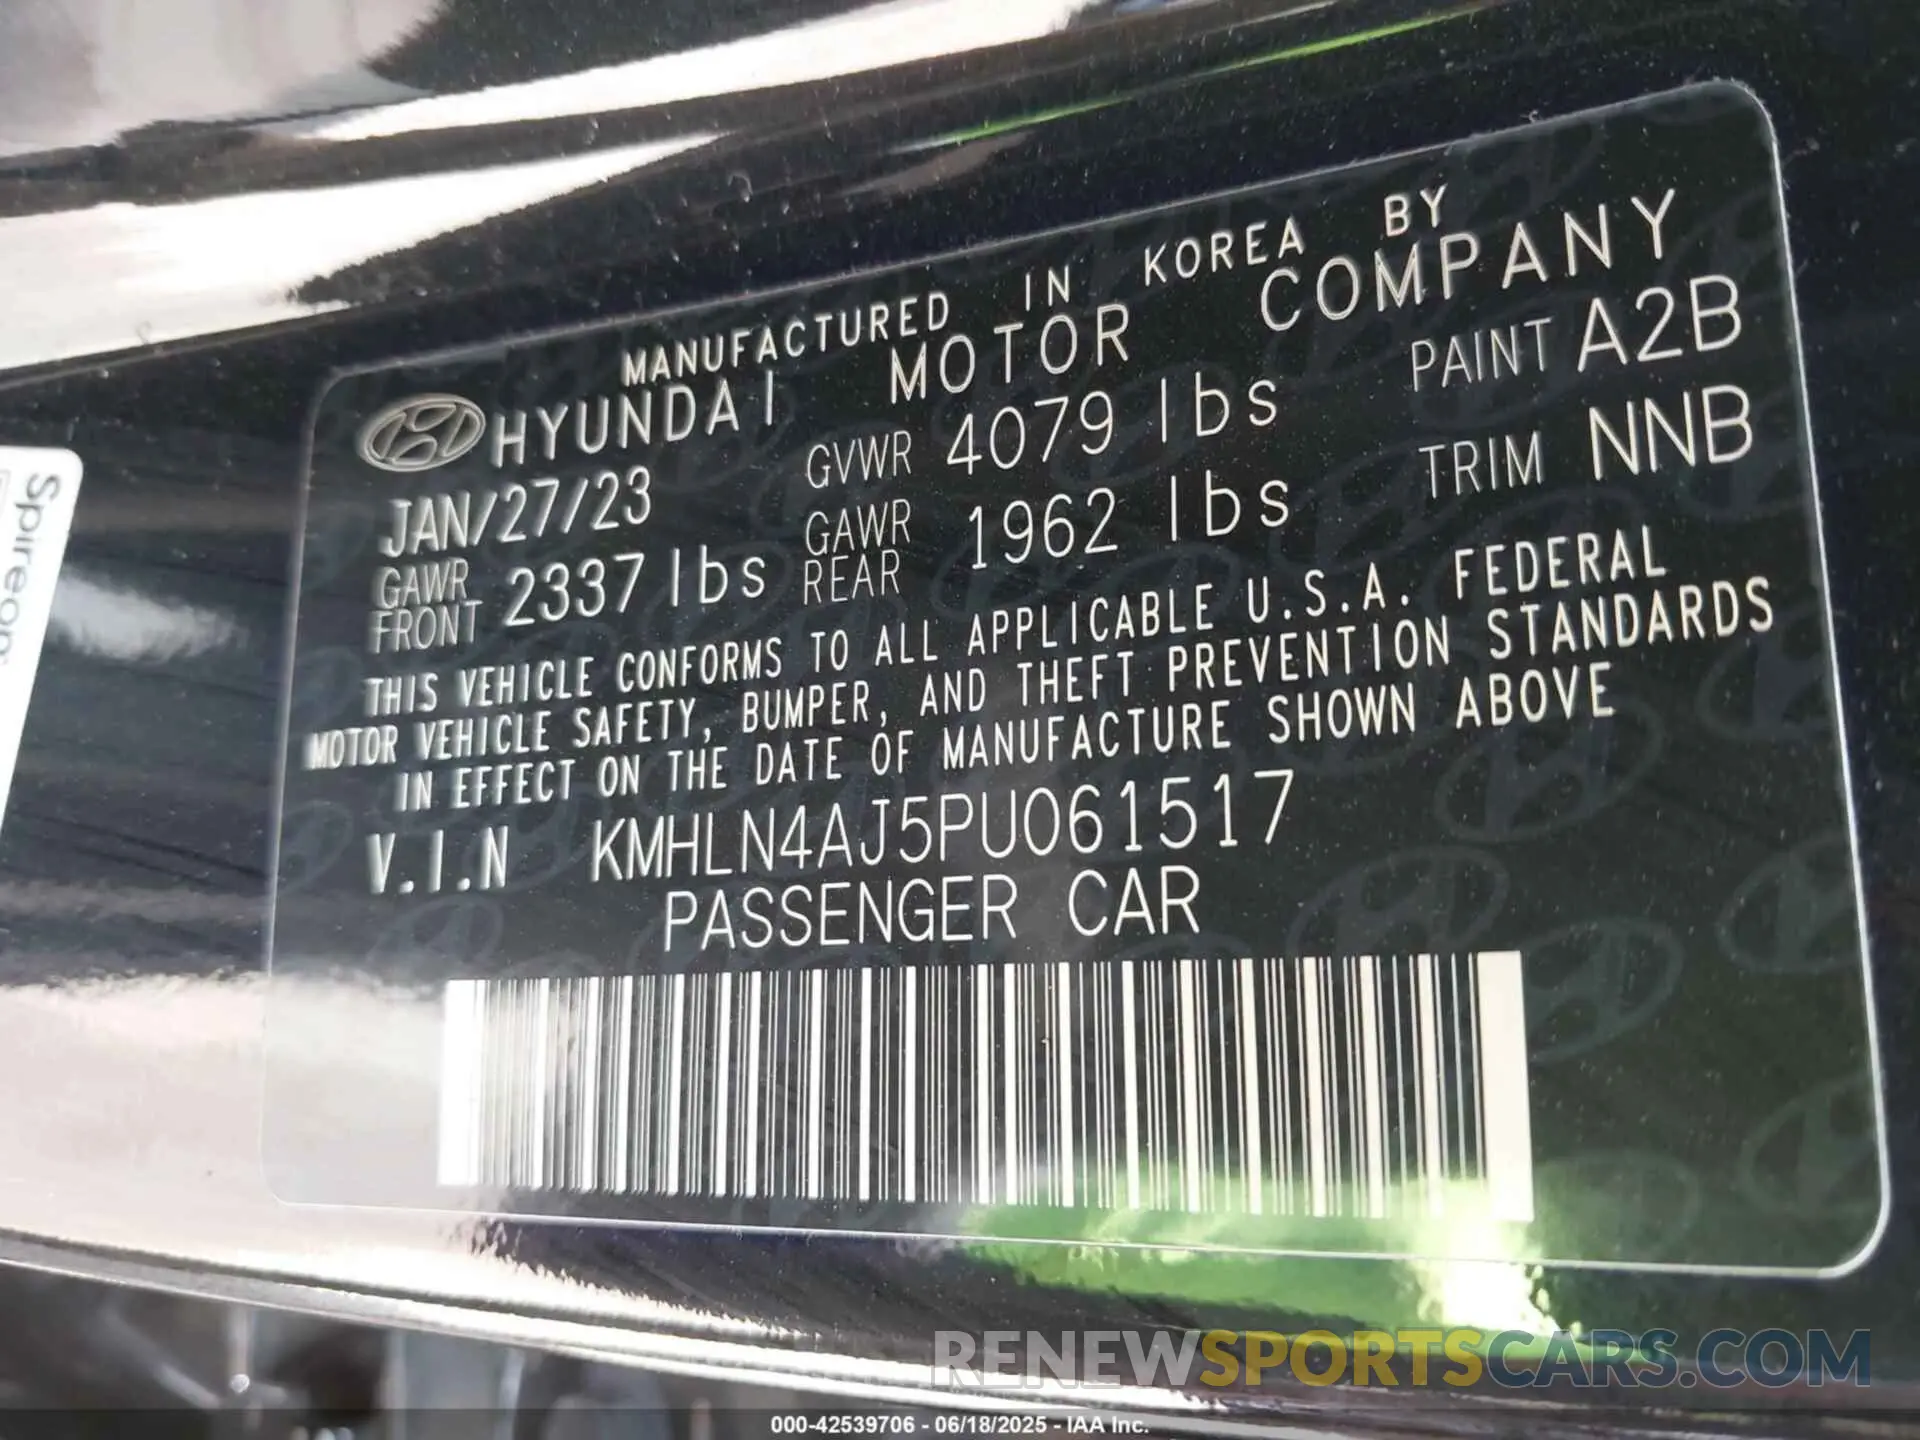 MANUFACTURED IN KOREA BY
HYUNDAI MOTOR COMPANY
JAN/27/23 GVWR 4079 lbs PAINT A2B
GAWR FRONT 2337 lbs GAWR REAR 1962 lbs TRIM NNB
THIS VEHICLE CONFORMS TO ALL APPLICABLE U.S.A. FEDERAL
MOTOR VEHICLE SAFETY, BUMPER, AND THEFT PREVENTION STANDARDS
IN EFFECT ON THE DATE OF MANUFACTURE SHOWN ABOVE
V.I.N KMHLN4AJ5PU061517
PASSENGER CAR
Spireon
RENEWSPORTSCARS.COM
000-42539706 - 06/18/2025 - IAA Inc.